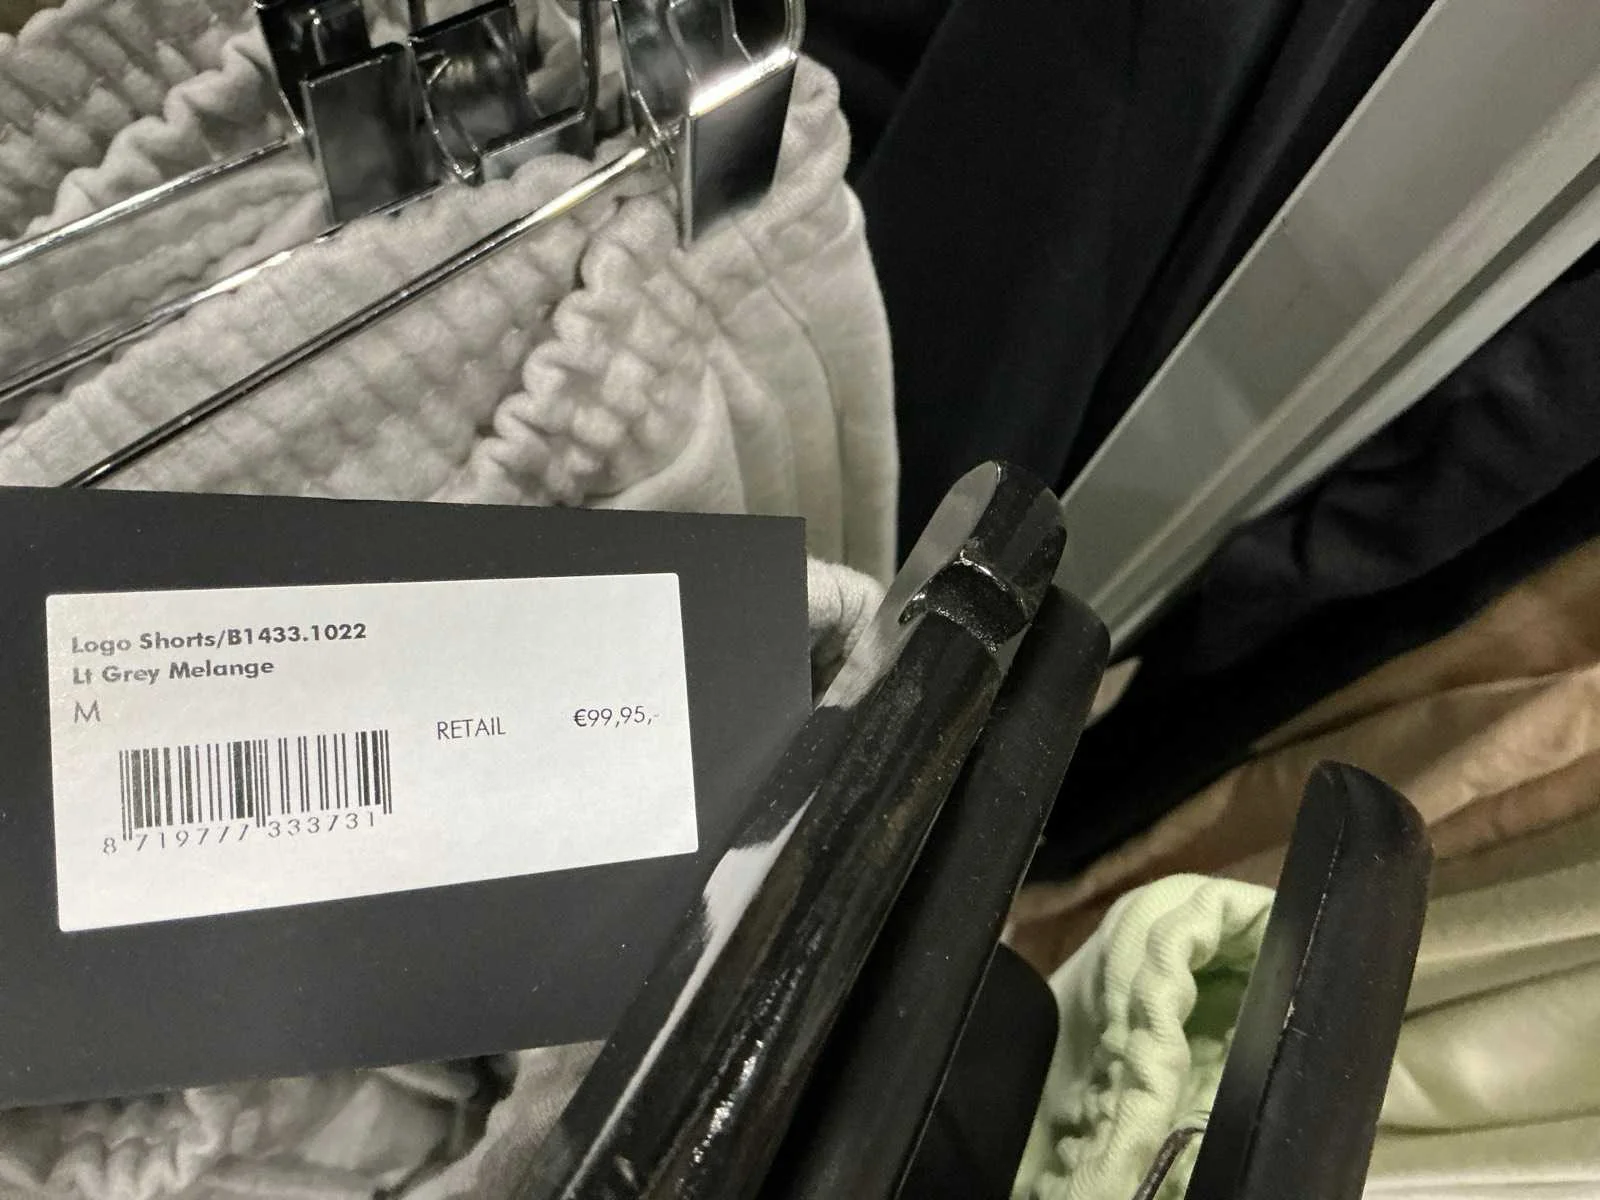 Logo Shorts/B1433.1022
Lt Grey Melange
M
RETAIL €99,95,-
8 719777 333731